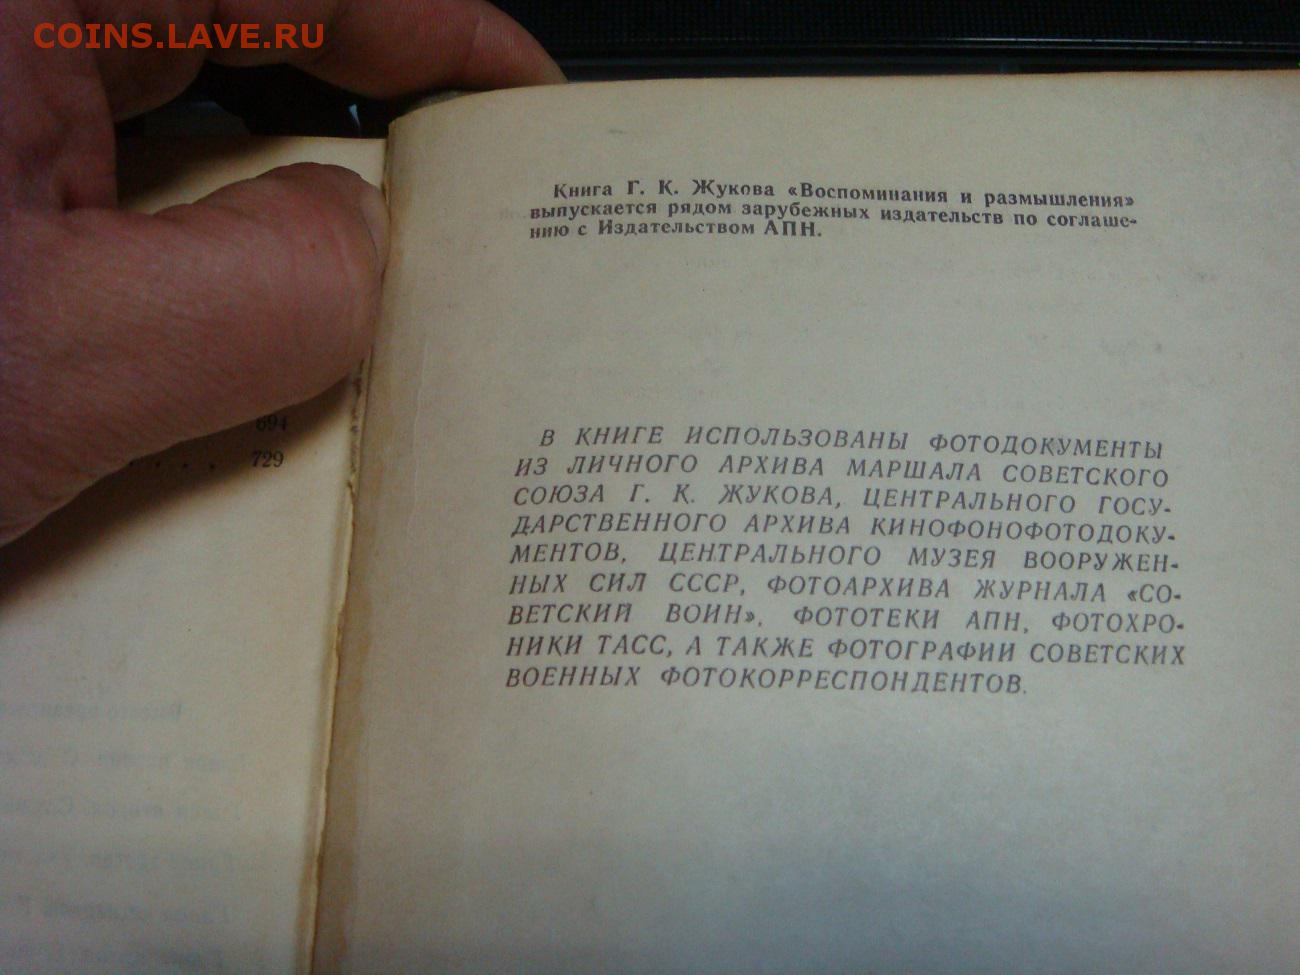 COINS.LAVE.RU
Книга Г. К. Жукова «Воспоминания и размышления»
выпускается рядом зарубежных издательств по соглаше-
нию с Издательством АПН.
В КНИГЕ ИСПОЛЬЗОВАНЫ ФОТОДОКУМЕНТЫ
ИЗ ЛИЧНОГО АРХИВА МАРШАЛА СОВЕТСКОГО
СОЮЗА Г. К. ЖУКОВА, ЦЕНТРАЛЬНОГО ГОСУ-
ДАРСТВЕННОГО АРХИВА КИНОФОНОФОТОДОКУ-
МЕНТОВ, ЦЕНТРАЛЬНОГО МУЗЕЯ ВООРУЖЕН-
НЫХ СИЛ СССР, ФОТОАРХИВА ЖУРНАЛА «СО-
ВЕТСКИЙ ВОИН», ФОТОТЕКИ АПН, ФОТОХРО-
НИКИ ТАСС, А ТАКЖЕ ФОТОГРАФИИ СОВЕТСКИХ
ВОЕННЫХ ФОТОКОРРЕСПОНДЕНТОВ.
694
. . . . 729